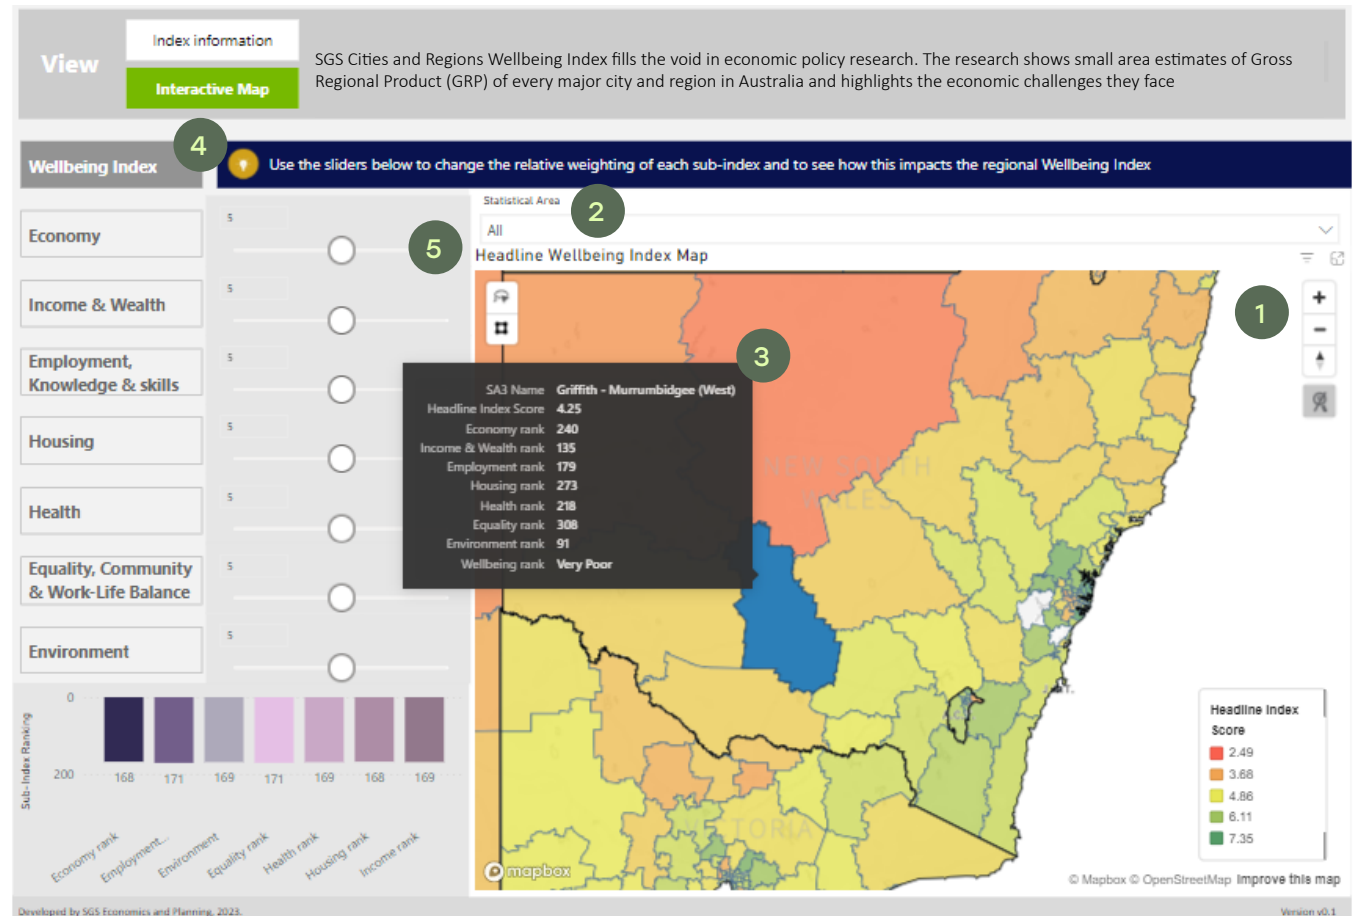 View
Index information
Interactive Map
SGS Cities and Regions Wellbeing Index fills the void in economic policy research. The research shows small area estimates of Gross
Regional Product (GRP) of every major city and region in Australia and highlights the economic challenges they face
4
Wellbeing Index
Use the sliders below to change the relative weighting of each sub-index and to see how this impacts the regional Wellbeing Index
Economy
5
Income & Wealth
5
Employment,
Knowledge & skills
5
Housing
5
Health
5
Equality, Community
& Work-Life Balance
5
Environment
5
5
Statistical Area
2
All
Headline Wellbeing Index Map
1
3
SA3 Name Griffith - Murrumbidgee (West)
Headline Index Score 4.25
Economy rank 240
Income & Wealth rank 135
Employment rank 179
Housing rank 273
Health rank 218
Equality rank 308
Environment rank 91
Wellbeing rank Very Poor
NEW SOUTH
WALES
VICTORIA
Headline Index
Score
2.49
3.68
4.86
6.11
7.35
mapbox
© Mapbox © OpenStreetMap Improve this map
Sub-Index Ranking
0
200
168 171 169 171 169 168 169
Economy rank
Employment...
Environment
Equality rank
Health rank
Housing rank
Income rank
Developed by SGS Economics and Planning, 2023.
Version v0.1